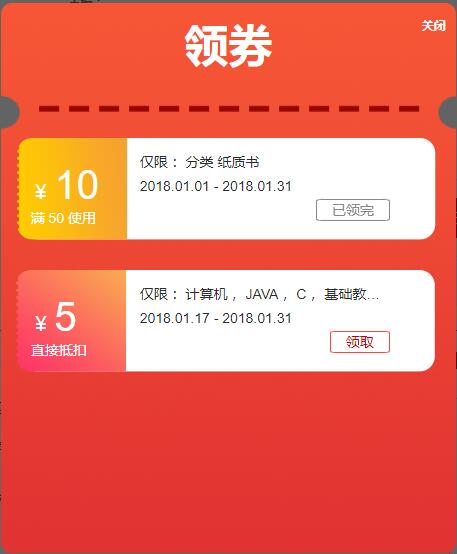 关闭
领券
¥ 10
满 50 使用
仅限： 分类 纸质书
2018.01.01 - 2018.01.31
已领完
¥ 5
直接抵扣
仅限： 计算机 ，JAVA ，C ，基础教...
2018.01.17 - 2018.01.31
领取